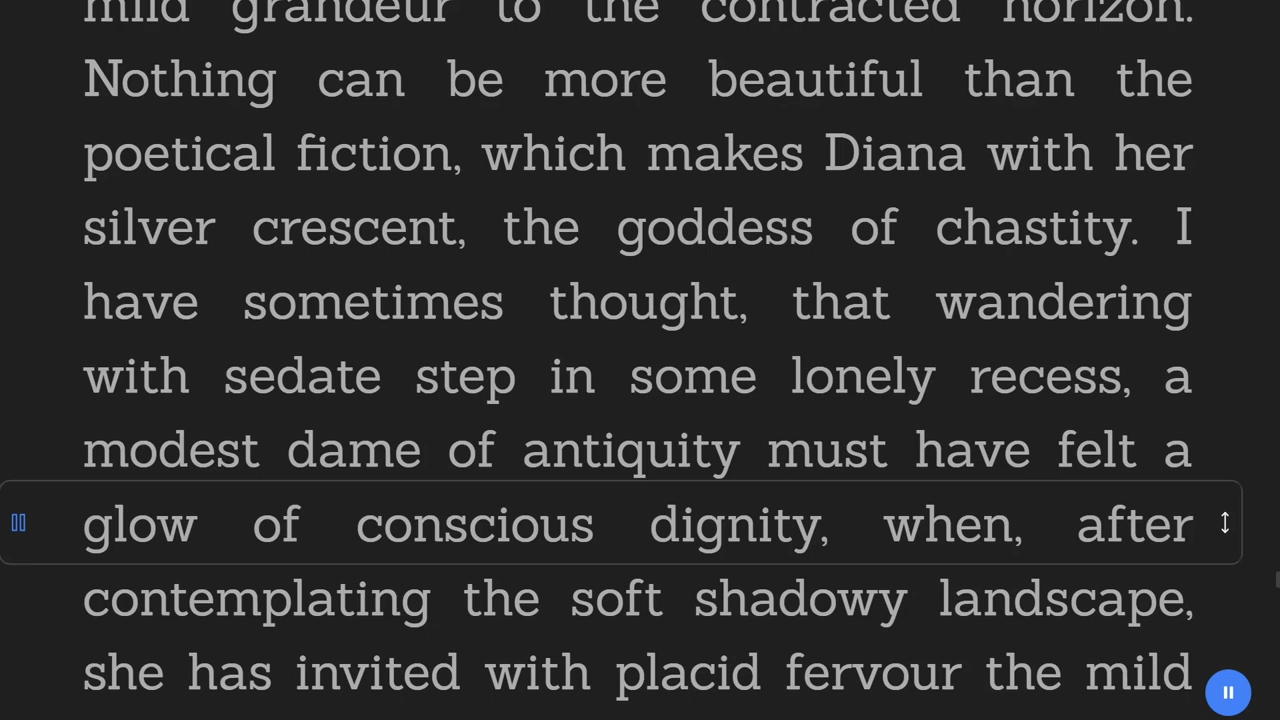 mild grandeur to the contracted horizon.
Nothing can be more beautiful than the
poetical fiction, which makes Diana with her
silver crescent, the goddess of chastity. I
have sometimes thought, that wandering
with sedate step in some lonely recess, a
modest dame of antiquity must have felt a
glow of conscious dignity, when, after
contemplating the soft shadowy landscape,
she has invited with placid fervour the mild